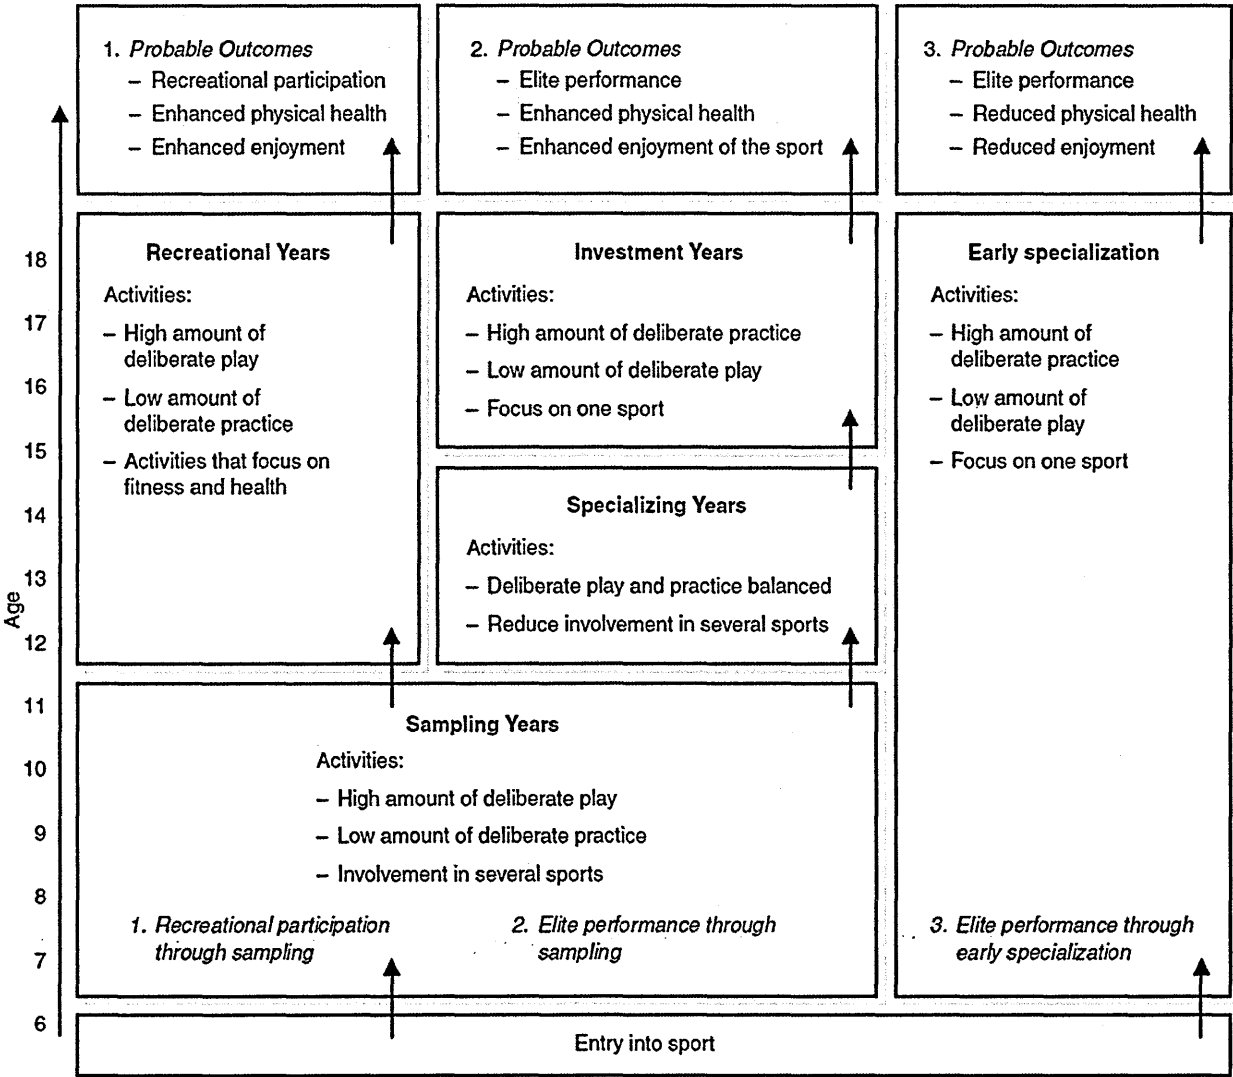 1. Probable Outcomes
– Recreational participation
– Enhanced physical health
– Enhanced enjoyment
2. Probable Outcomes
– Elite performance
– Enhanced physical health
– Enhanced enjoyment of the sport
3. Probable Outcomes
– Elite performance
– Reduced physical health
– Reduced enjoyment
Recreational Years
Activities:
– High amount of
deliberate play
– Low amount of
deliberate practice
– Activities that focus on
fitness and health
Investment Years
Activities:
– High amount of deliberate practice
– Low amount of deliberate play
– Focus on one sport
Early specialization
Activities:
– High amount of
deliberate practice
– Low amount of
deliberate play
– Focus on one sport
Specializing Years
Activities:
– Deliberate play and practice balanced
– Reduce involvement in several sports
Sampling Years
Activities:
– High amount of deliberate play
– Low amount of deliberate practice
– Involvement in several sports
1. Recreational participation
through sampling
2. Elite performance through
sampling
3. Elite performance through
early specialization
Entry into sport
Age
18
17
16
15
14
13
12
11
10
9
8
7
6